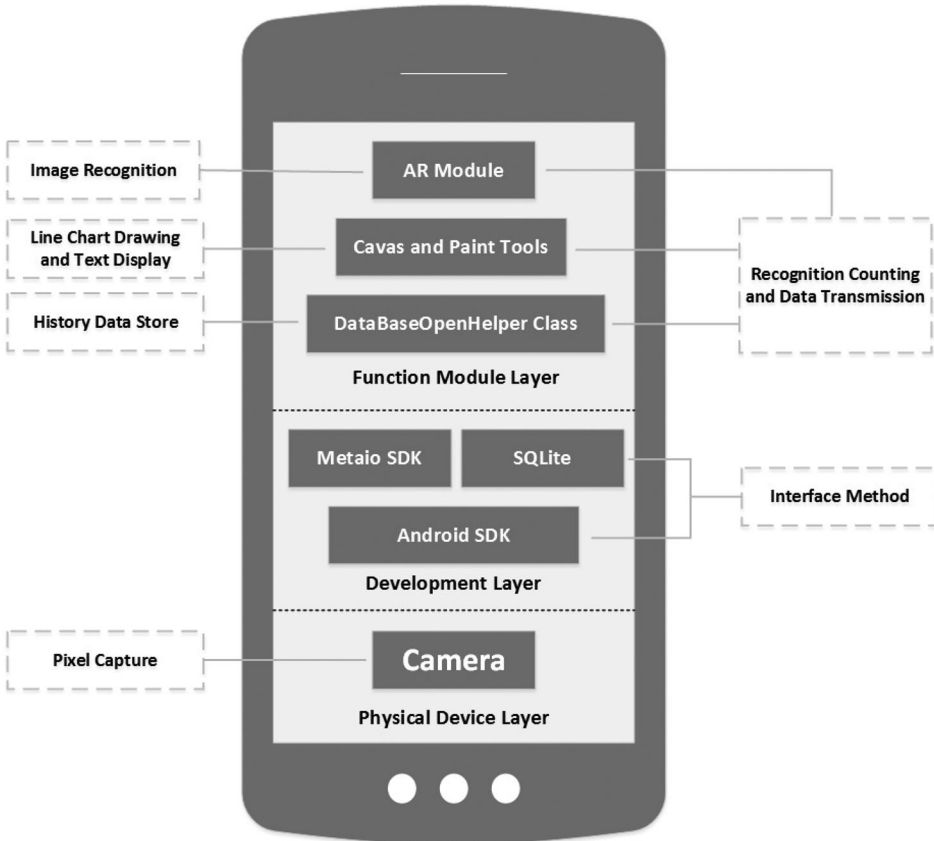 Image Recognition
AR Module
Line Chart Drawing
and Text Display
Cavas and Paint Tools
Recognition Counting
and Data Transmission
History Data Store
DataBaseOpenHelper Class
Function Module Layer
Metaio SDK
SQLite
Interface Method
Android SDK
Development Layer
Pixel Capture
Camera
Physical Device Layer